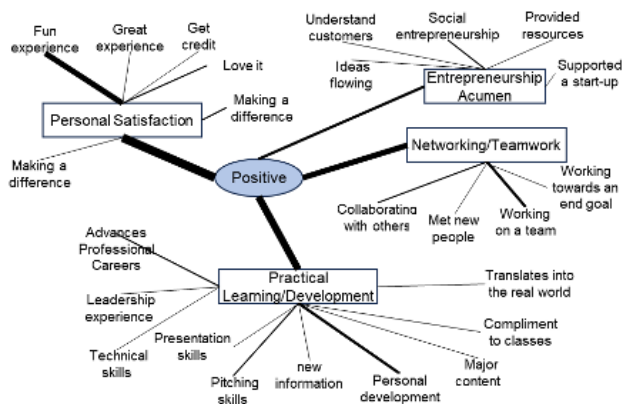 Fun
experience
Great
experience
Get
credit
Love it
Making a
difference
Personal Satisfaction
Making a
difference
Understand
customers
Social
entrepreneurship
Provided
resources
Ideas
flowing
Entrepreneurship
Acumen
Supported
a start-up
Positive
Networking/Teamwork
Collaborating
with others
Met new
people
Working
on a team
Working
towards an
end goal
Practical
Learning/Development
Advances
Professional
Careers
Leadership
experience
Technical
skills
Presentation
skills
Pitching
skills
new
information
Personal
development
Major
content
Compliment
to classes
Translates into
the real world